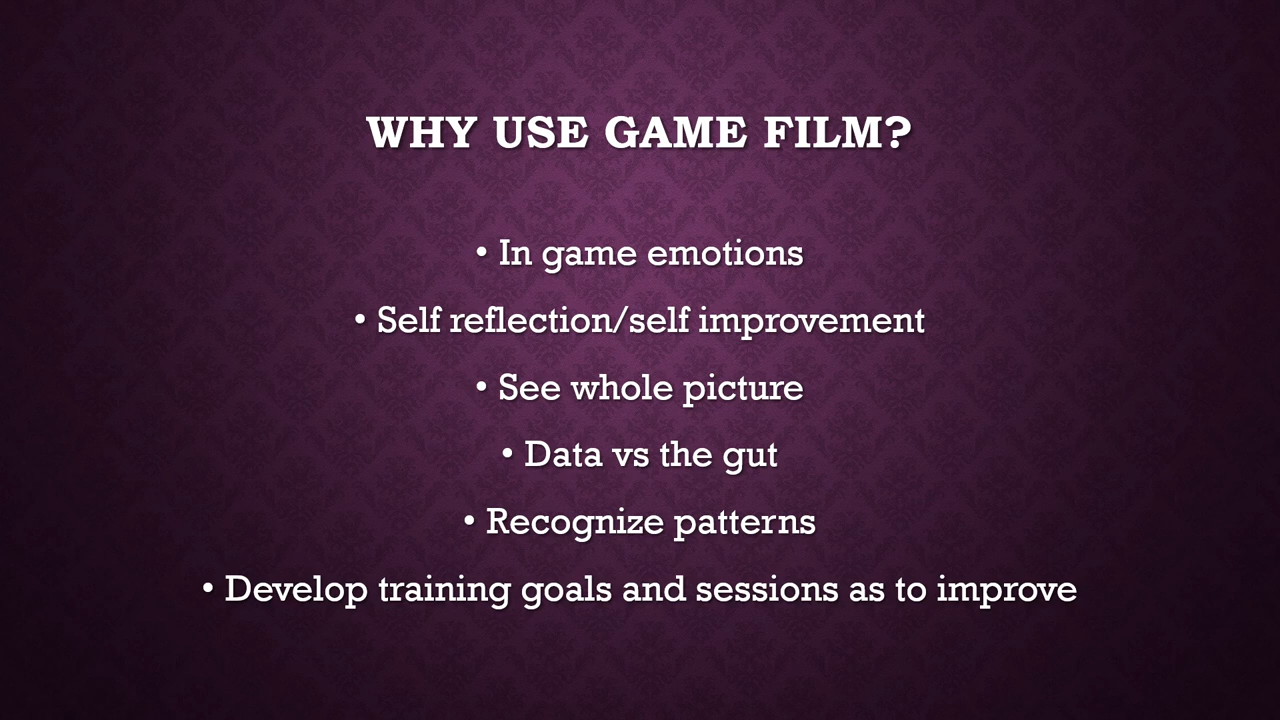 WHY USE GAME FILM?
• In game emotions
• Self reflection/self improvement
• See whole picture
• Data vs the gut
• Recognize patterns
• Develop training goals and sessions as to improve